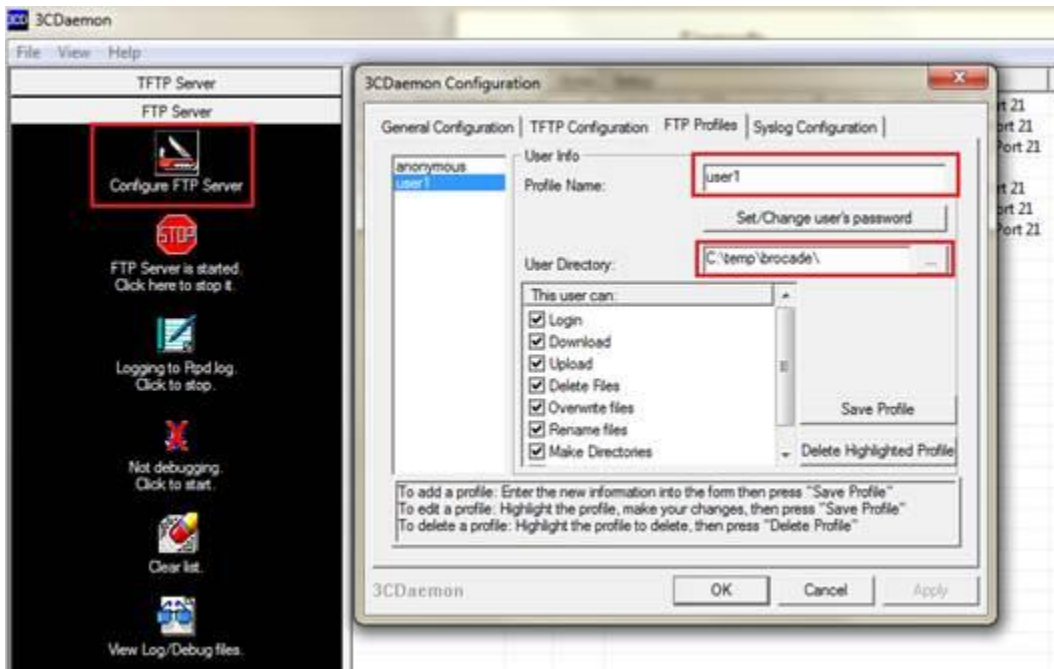 3CD 3CDaemon
File View Help
TFTP Server
FTP Server
Configure FTP Server
STOP
FTP Server is started.
Click here to stop it.
Logging to Ftpd.log.
Click to stop.
Not debugging.
Click to start.
Clear list.
View Log/Debug files.
3CDaemon Configuration
General Configuration TFTP Configuration FTP Profiles Syslog Configuration
anonymous
user1
User Info
Profile Name: user1
Set/Change user's password
User Directory: C:\temp\brocade\
...
This user can:
Login
Download
Upload
Delete Files
Overwrite files
Rename files
Make Directories
Save Profile
Delete Highlighted Profile
To add a profile: Enter the new information into the form then press "Save Profile"
To edit a profile: Highlight the profile, make your changes, then press "Save Profile"
To delete a profile: Highlight the profile to delete, then press "Delete Profile"
3CDaemon
OK Cancel Apply
21
ort 21
Port 21
21
ort 21
Port 21